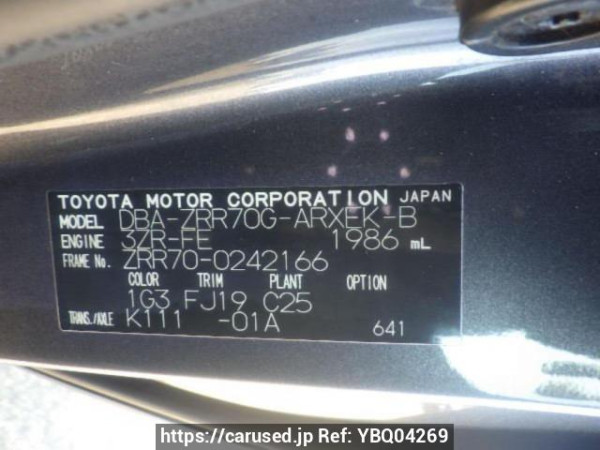 TOYOTA MOTOR CORPORATION JAPAN
MODEL DBA-ZRR70G-ARXEK-B
ENGINE 3ZR-FE 1986 mL
FRAME No. ZRR70-0242166
COLOR TRIM PLANT OPTION
1G3 FJ19 C25
TRANS./AXLE K111 -01A 641
https://carused.jp Ref: YBQ04269